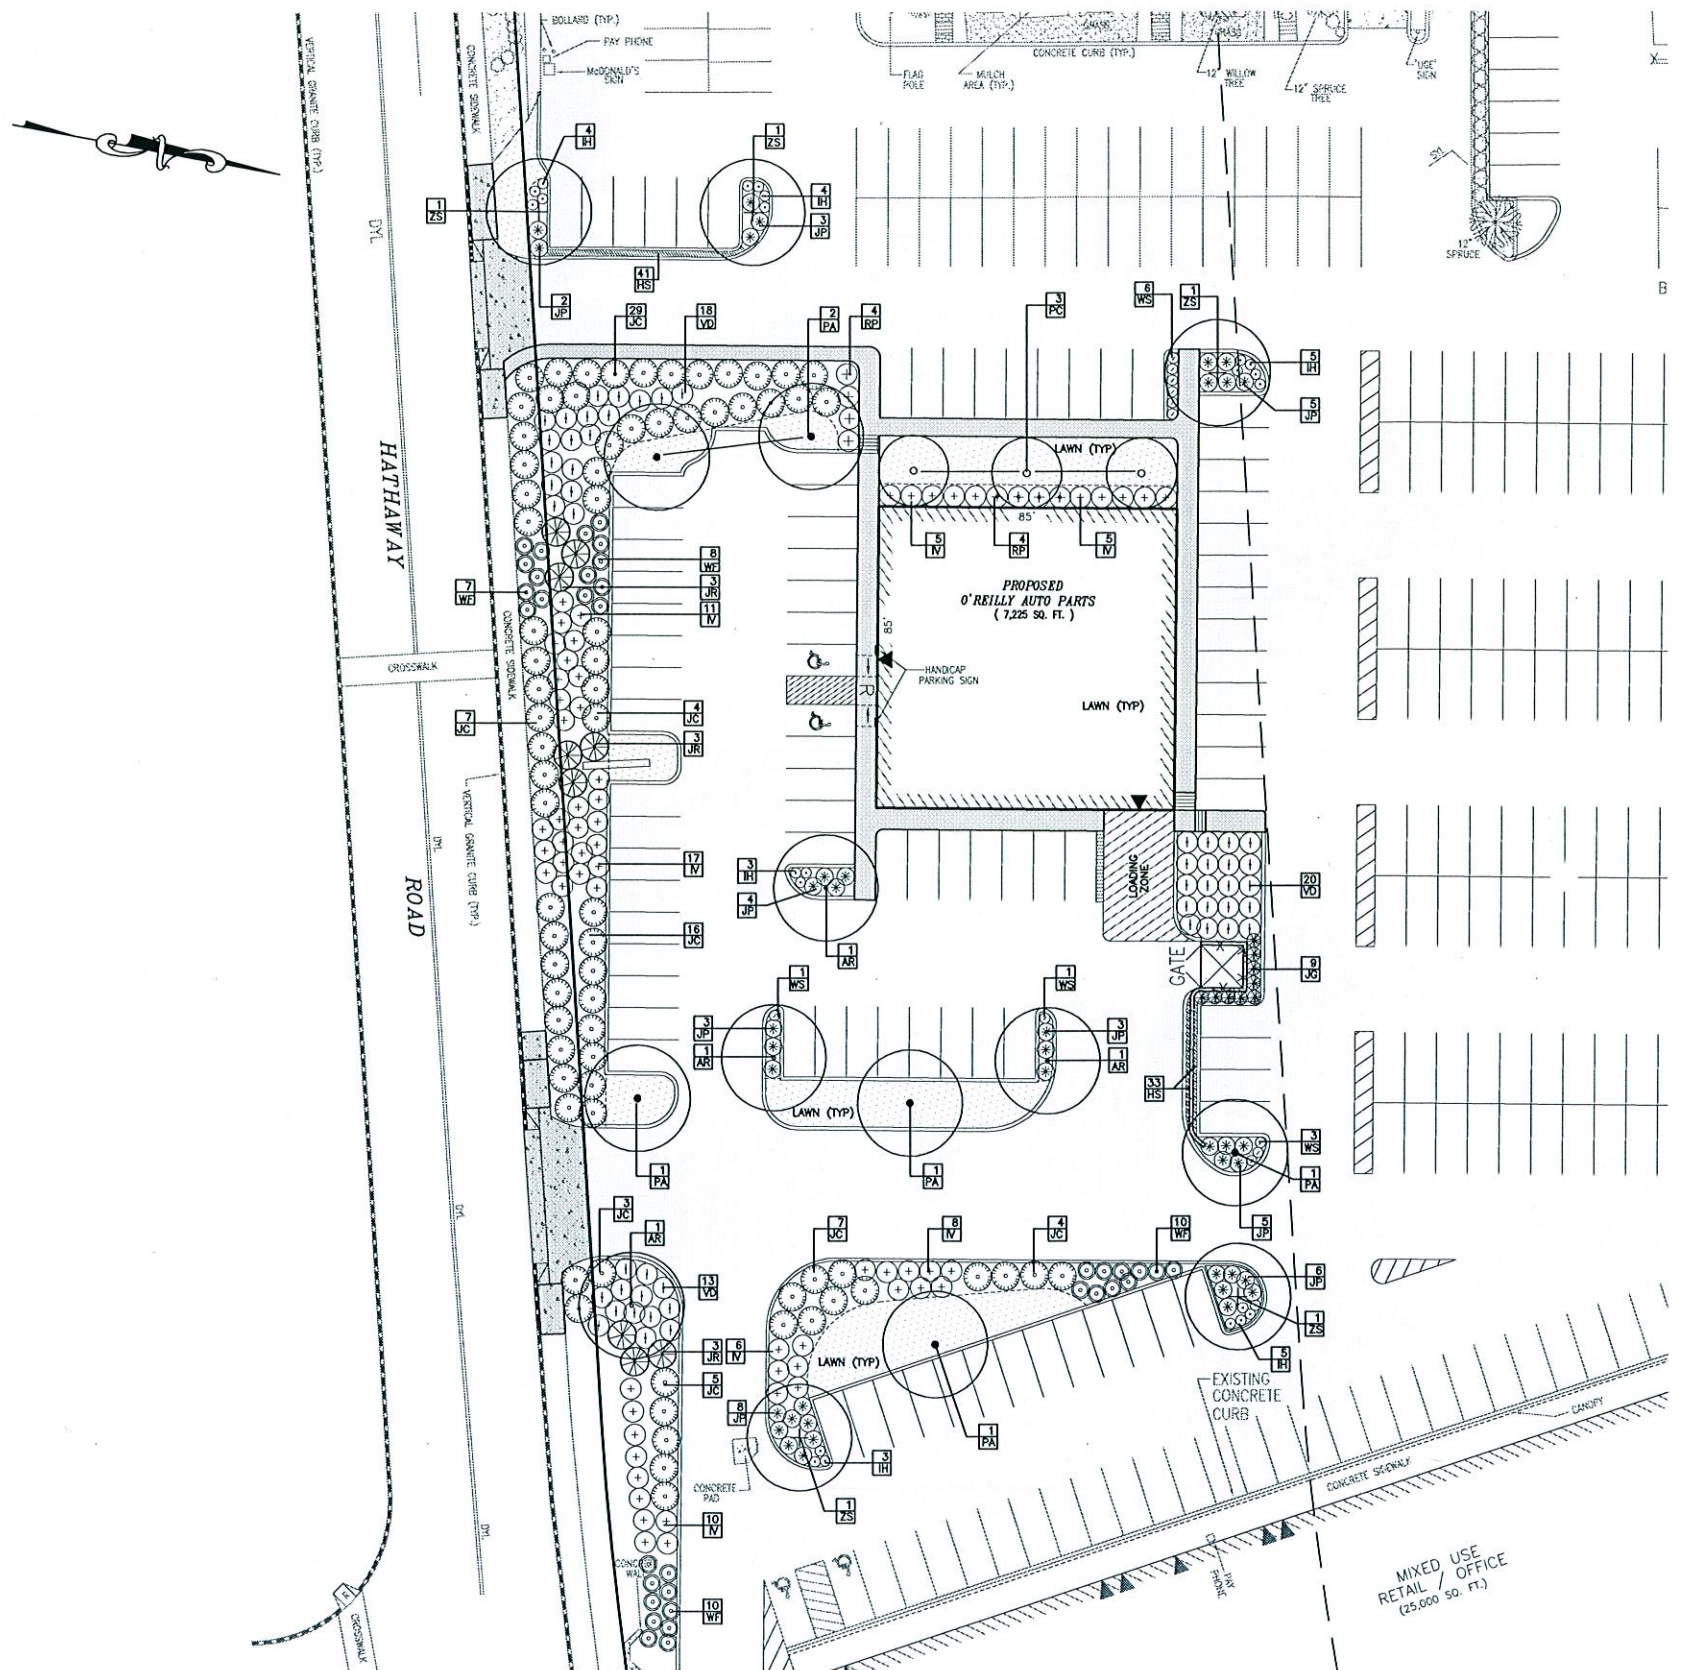 BOLLARD (TYP.)
PAY PHONE
McDONALD'S
SIGN
VERTICAL GRANITE CURB (TYP.)
CONCRETE SIDEWALK
DYL
FLAG
POLE
MULCH
AREA (TYP.)
GRASS
CONCRETE CURB (TYP.)
12" WILLOW
TREE
12" SPRUCE
TREE
"USE"
SIGN
SYL
12"
SPRUCE
B
4
IH
1
ZS
1
ZS
4
IH
3
JP
41
HS
2
JP
29
JC
18
VD
2
PA
4
RP
3
PC
6
WS
1
ZS
5
IH
5
JP
LAWN (TYP)
85'
5
IV
4
RP
5
IV
PROPOSED
O'REILLY AUTO PARTS
( 7,225 SQ. FT. )
85'
HATHAWAY
ROAD
8
WF
3
JR
11
IV
7
WF
CONCRETE SIDEWALK
CROSSWALK
HANDICAP
PARKING SIGN
R
LAWN (TYP)
7
JC
4
JC
3
JR
VERTICAL GRANITE CURB (TYP.)
DYL
17
IV
16
JC
3
IH
4
JP
1
AR
LOADING
ZONE
20
VD
GATE
9
JG
1
WS
1
WS
3
JP
1
AR
3
JP
1
AR
LAWN (TYP)
33
HS
3
WS
1
PA
5
JP
1
PA
1
PA
DYL
3
JC
1
AR
13
VD
3
JR
6
IV
5
JC
7
JC
8
IV
4
JC
10
WF
6
JP
1
ZS
5
IH
LAWN (TYP)
8
JP
1
PA
3
IH
1
ZS
EXISTING
CONCRETE
CURB
CONCRETE
PAD
10
IV
10
WF
DYL
CANOPY
CONCRETE SIDEWALK
PAY
PHONE
CROSSWALK
MIXED USE
RETAIL / OFFICE
(25,000 SQ. FT.)